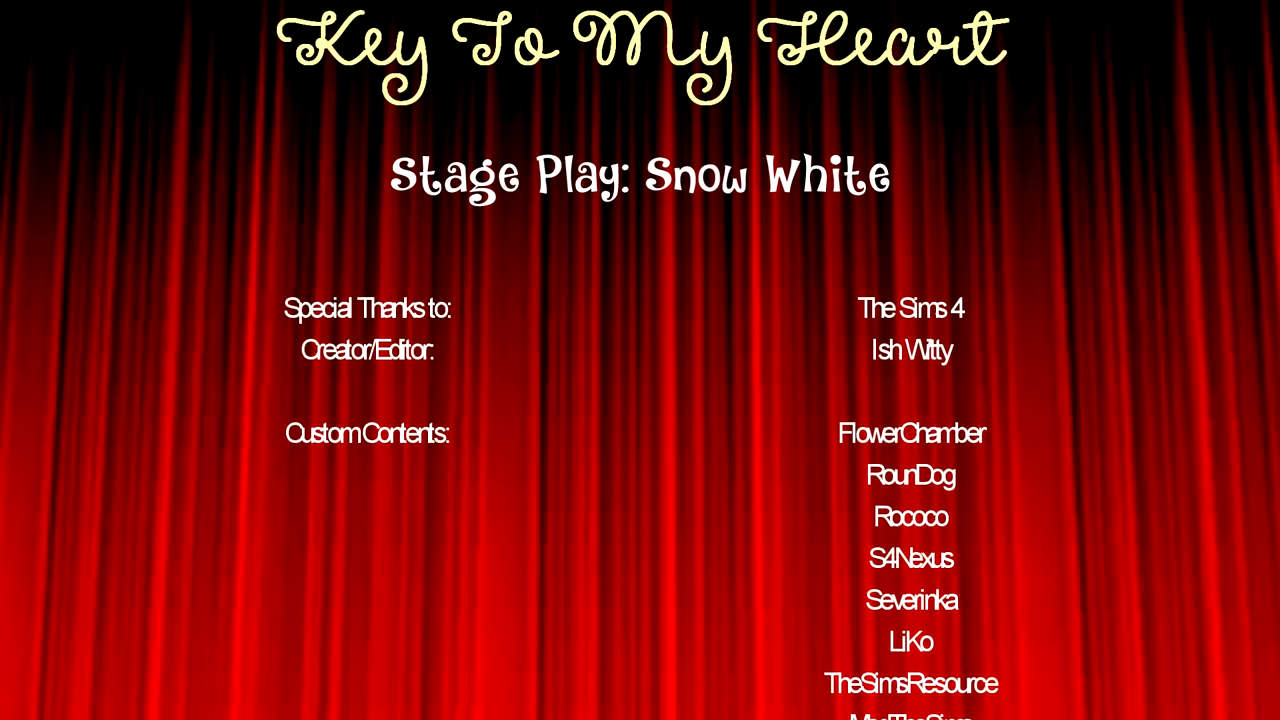 Key To My Heart
Stage Play: Snow White
Special Thanks to: The Sims 4
Creator/Editor: Ish Witty
Custom Contents: FlowerChamber
RounDog
Rococo
S4Nexus
Severinka
LiKo
TheSimsResource